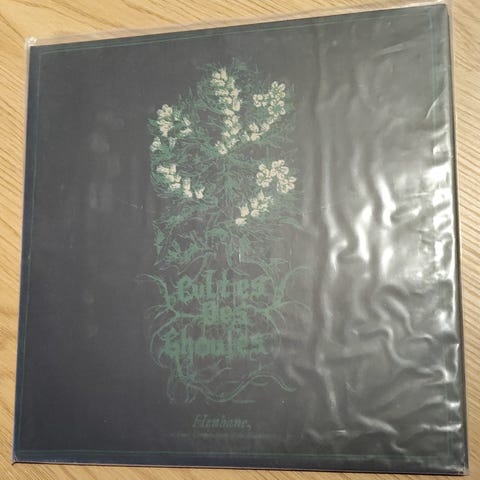 Cultes
Des
Ghoules
Henbane,